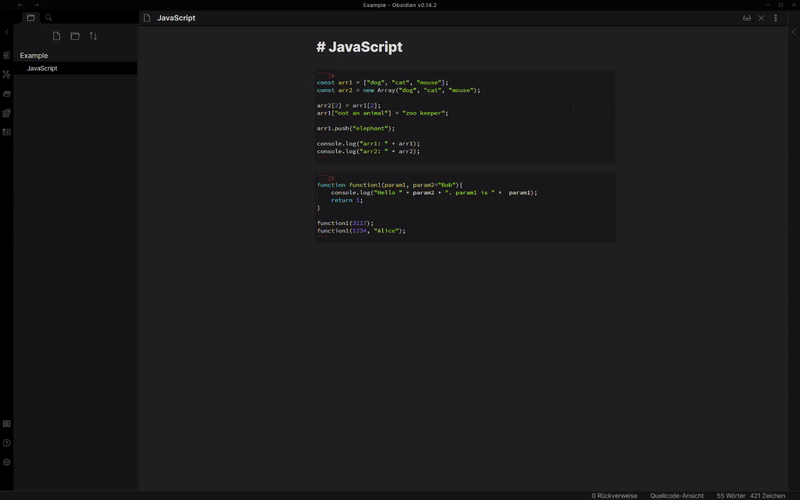 Example - Obsidian v0.14.2
JavaScript
Example
JavaScript
# JavaScript
```js
const arr1 = ["dog", "cat", "mouse"];
const arr2 = new Array("dog", "cat", "mouse");
arr2[2] = arr1[2];
arr1["not an animal"] = "zoo keeper";
arr1.push("elephant");
console.log("arr1: " + arr1);
console.log("arr2: " + arr2);
```js
function function1(param1, param2="Bob"){
console.log("Hello " + param2 + ". param1 is " +  param1);
return 1;
}
function1(3117);
function1(1234, "Alice");
0 Rückverweise Quellcode-Ansicht 55 Wörter 421 Zeichen